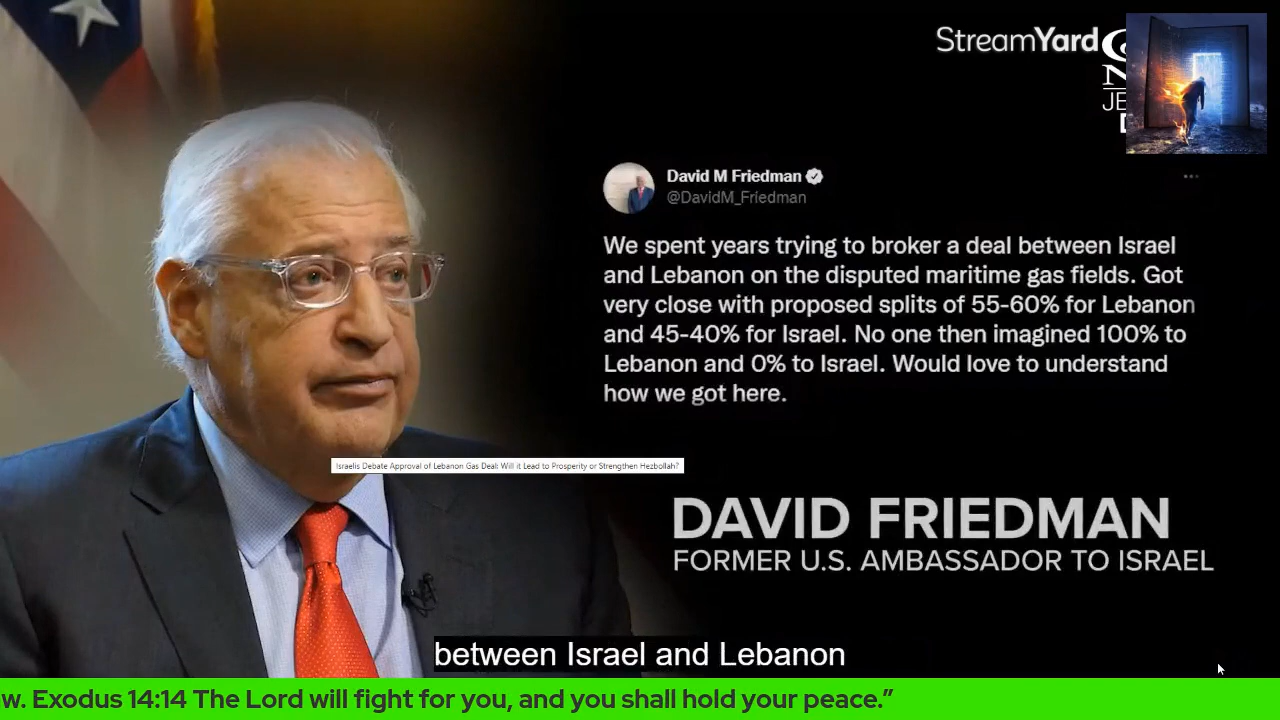 StreamYard
N
JE
David M Friedman
@DavidM_Friedman
We spent years trying to broker a deal between Israel
and Lebanon on the disputed maritime gas fields. Got
very close with proposed splits of 55-60% for Lebanon
and 45-40% for Israel. No one then imagined 100% to
Lebanon and 0% to Israel. Would love to understand
how we got here.
Israelis Debate Approval of Lebanon Gas Deal: Will it Lead to Prosperity or Strengthen Hezbollah?
DAVID FRIEDMAN
FORMER U.S. AMBASSADOR TO ISRAEL
between Israel and Lebanon
w. Exodus 14:14 The Lord will fight for you, and you shall hold your peace.”